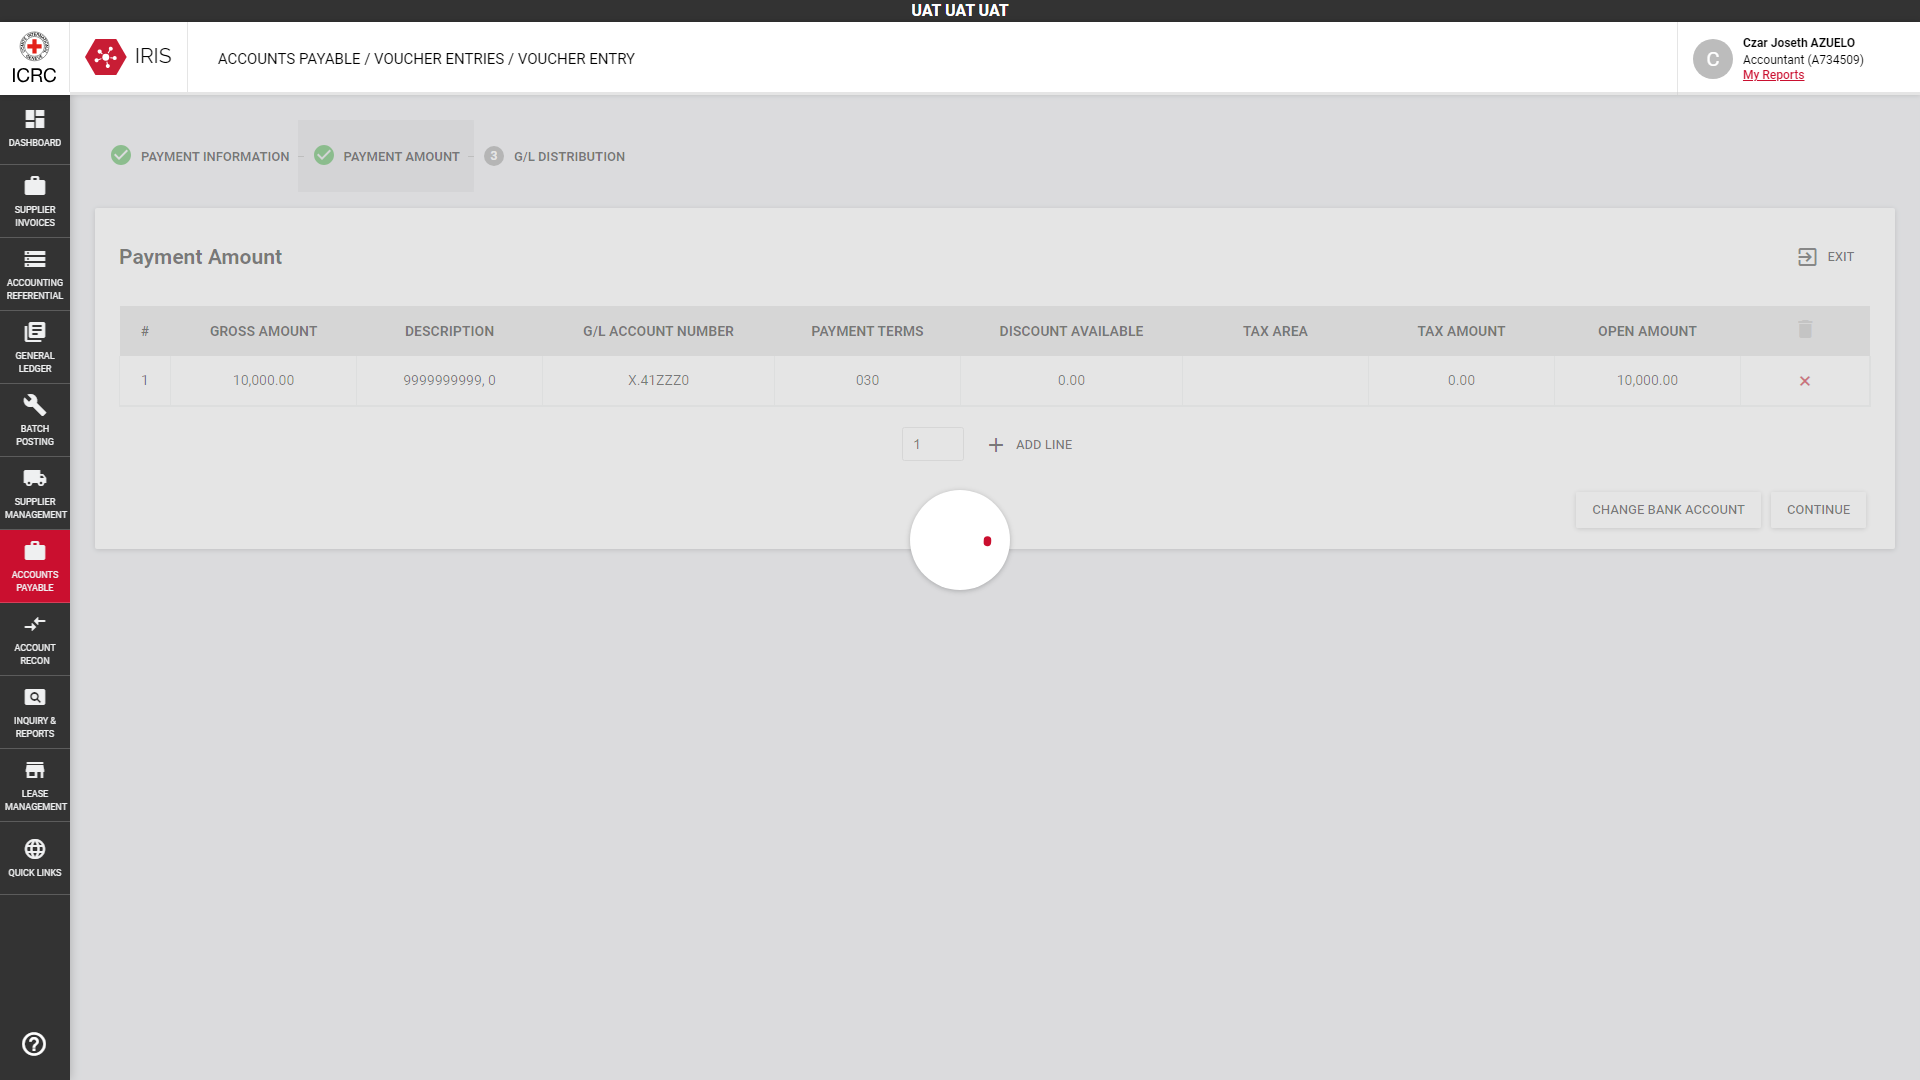 UAT UAT UAT
ICRC
IRIS
ACCOUNTS PAYABLE / VOUCHER ENTRIES / VOUCHER ENTRY
C
Czar Joseth AZUELO
Accountant (A734509)
My Reports
DASHBOARD
SUPPLIER
INVOICES
ACCOUNTING
REFERENTIAL
GENERAL
LEDGER
BATCH
POSTING
SUPPLIER
MANAGEMENT
ACCOUNTS
PAYABLE
ACCOUNT
RECON
INQUIRY &
REPORTS
LEASE
MANAGEMENT
QUICK LINKS
PAYMENT INFORMATION
PAYMENT AMOUNT
3 G/L DISTRIBUTION
Payment Amount
EXIT
# GROSS AMOUNT DESCRIPTION G/L ACCOUNT NUMBER PAYMENT TERMS DISCOUNT AVAILABLE TAX AREA TAX AMOUNT OPEN AMOUNT
1 10,000.00 9999999999, 0 X.41ZZZ0 030 0.00 0.00 10,000.00
1 ADD LINE
CHANGE BANK ACCOUNT CONTINUE